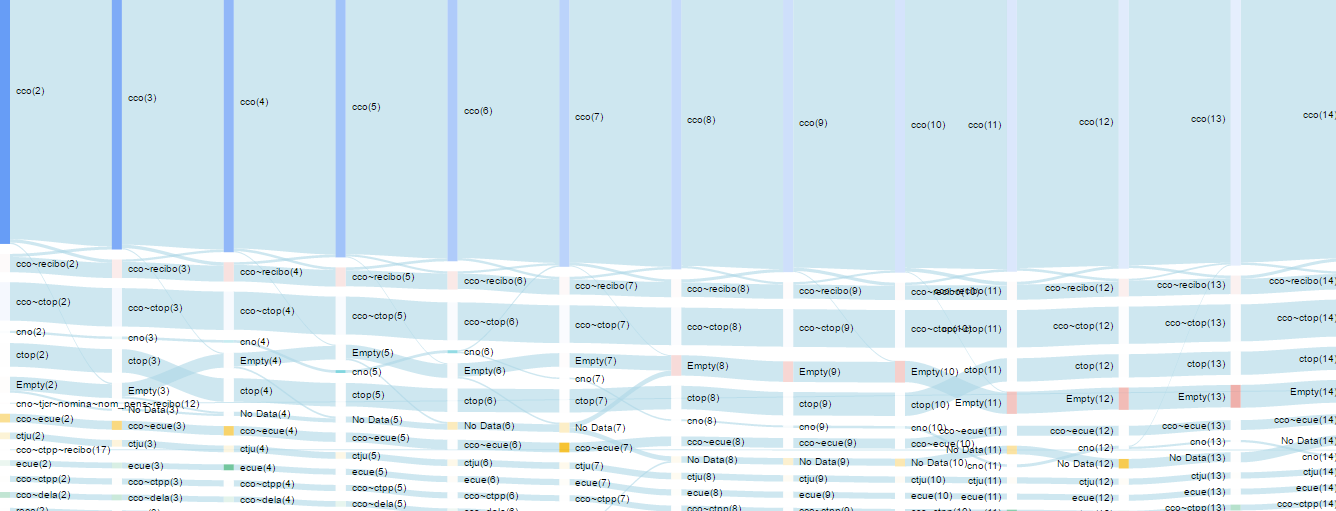 cco(2)
cco(3)
cco(4)
cco(5)
cco(6)
cco(7)
cco(8)
cco(9)
cco(10)
cco(11)
cco(12)
cco(13)
cco(14)
cco~recibo(2)
cco~recibo(3)
cco~recibo(4)
cco~recibo(5)
cco~recibo(6)
cco~recibo(7)
cco~recibo(8)
cco~recibo(9)
cco~recibo(10)
cco~recibo(11)
cco~recibo(12)
cco~recibo(13)
cco~recibo(14)
cco~ctop(2)
cco~ctop(3)
cco~ctop(4)
cco~ctop(5)
cco~ctop(6)
cco~ctop(7)
cco~ctop(8)
cco~ctop(9)
cco~ctop(10)
cco~ctop(11)
cco~ctop(12)
cco~ctop(13)
cco~ctop(14)
cno(2)
cno(3)
cno(4)
Empty(5)
cno(6)
Empty(7)
Empty(8)
Empty(9)
Empty(10)
ctop(11)
ctop(12)
ctop(13)
ctop(14)
ctop(2)
ctop(3)
Empty(4)
cno(5)
Empty(6)
cno(7)
ctop(8)
ctop(9)
ctop(10)
Empty(11)
Empty(12)
Empty(13)
Empty(14)
Empty(2)
Empty(3)
ctop(4)
ctop(5)
ctop(6)
ctop(7)
cno(8)
cno(9)
cno(10)
cco~ecue(11)
cco~ecue(12)
cco~ecue(13)
cco~ecue(14)
cno~tjcr~nomina~nom_pens~recibo(12)
No Data(3)
No Data(4)
No Data(5)
No Data(6)
No Data(7)
cco~ecue(8)
cco~ecue(9)
cco~ecue(10)
No Data(11)
cno(12)
cno(13)
No Data(14)
cco~ecue(2)
cco~ecue(3)
cco~ecue(4)
cco~ecue(5)
cco~ecue(6)
cco~ecue(7)
No Data(8)
No Data(9)
No Data(10)
cno(11)
No Data(12)
No Data(13)
cno(14)
ctju(2)
ctju(3)
ctju(4)
ctju(5)
ctju(6)
ctju(7)
ctju(8)
ctju(9)
ctju(10)
ctju(11)
ctju(12)
ctju(13)
ctju(14)
cco~ctpp~recibo(17)
ecue(2)
ecue(3)
ecue(4)
ecue(5)
ecue(6)
ecue(7)
ecue(8)
ecue(9)
ecue(10)
ecue(11)
ecue(12)
ecue(13)
ecue(14)
cco~ctpp(2)
cco~ctpp(3)
cco~ctpp(4)
cco~ctpp(5)
cco~ctpp(6)
cco~ctpp(7)
cco~ctpp(8)
cco~ctpp(13)
cco~ctpp(14)
cco~dela(2)
cco~dela(3)
cco~dela(4)
cco~dela(5)